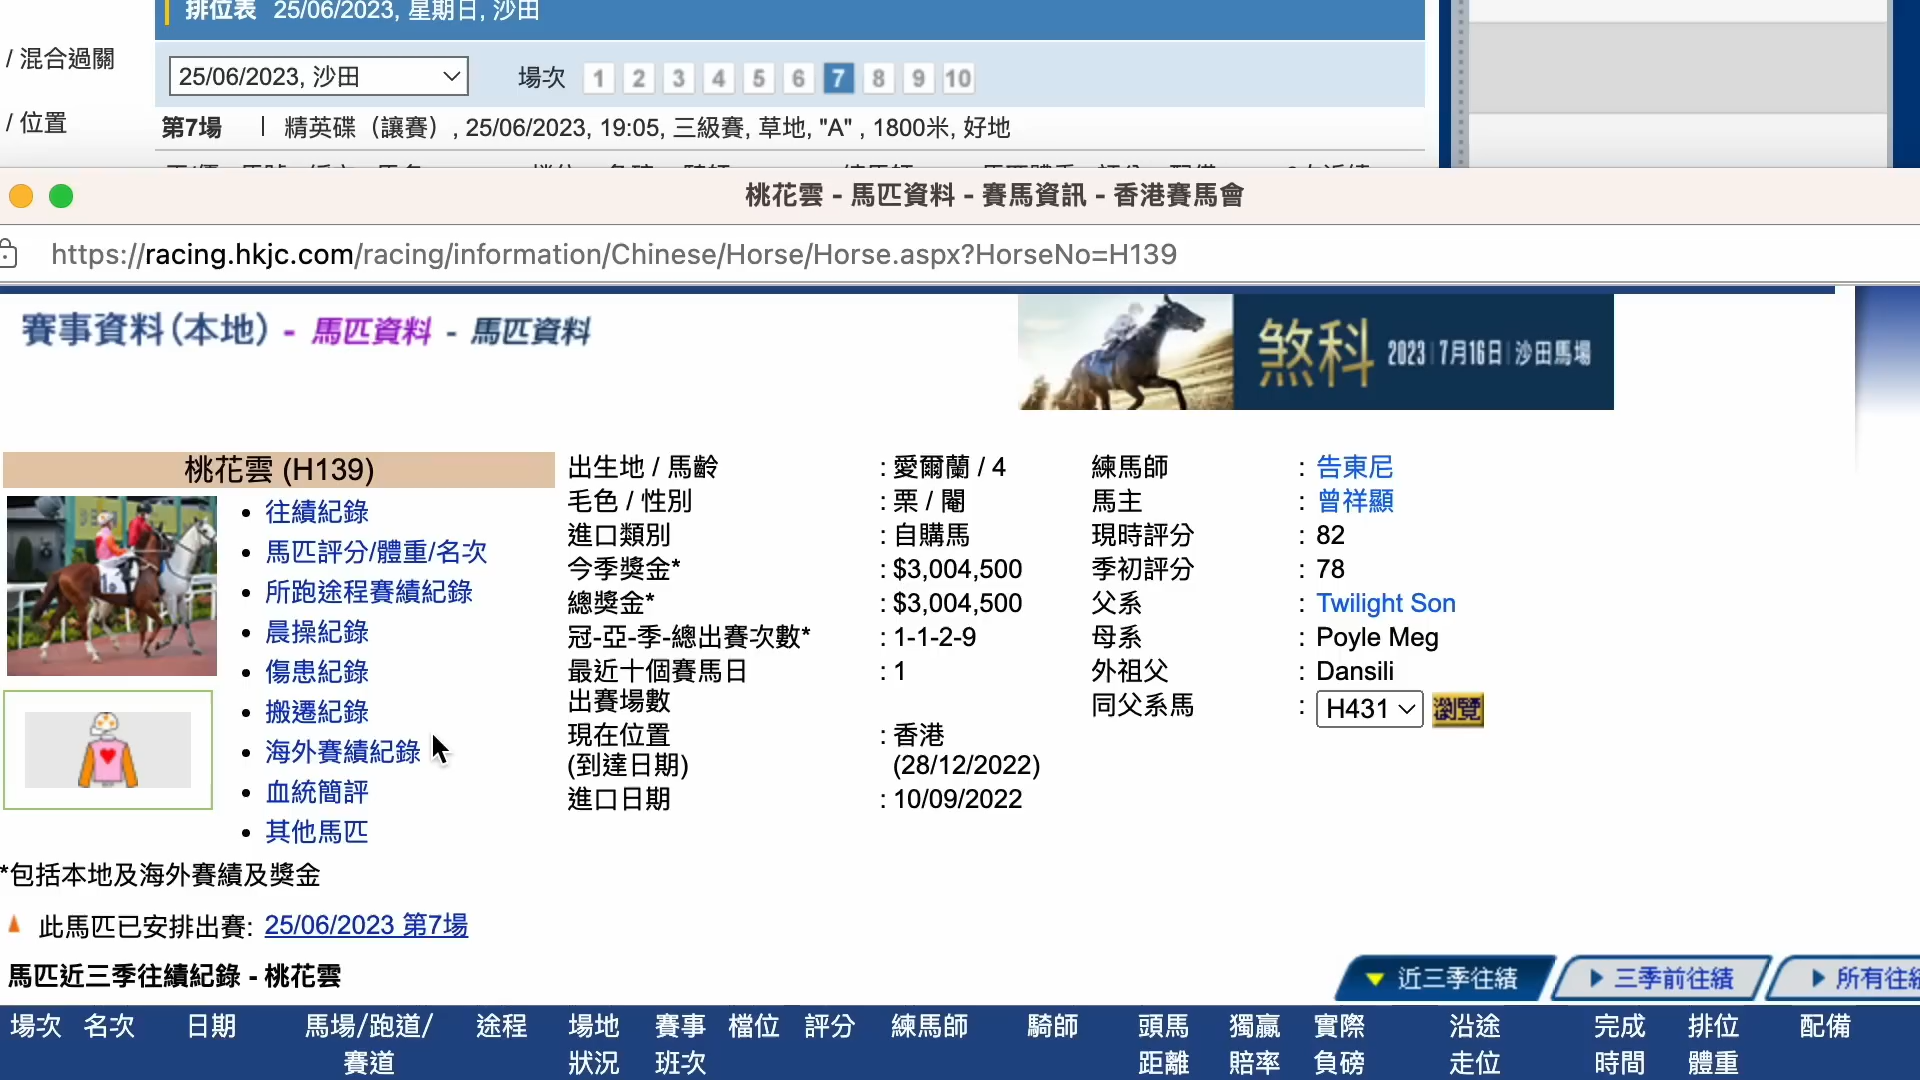 排位表 25/06/2023, 星期日, 沙田
/ 混合過關
25/06/2023, 沙田 場次 1 2 3 4 5 6 7 8 9 10
/ 位置
第7場 | 精英碟（讓賽）, 25/06/2023, 19:05, 三級賽, 草地, "A" , 1800米, 好地
桃花雲 - 馬匹資料 - 賽馬資訊 - 香港賽馬會
https://racing.hkjc.com/racing/information/Chinese/Horse/Horse.aspx?HorseNo=H139
賽事資料(本地) - 馬匹資料 - 馬匹資料
煞科 2023 | 7月16日 | 沙田馬場
桃花雲 (H139)
往績紀錄
馬匹評分/體重/名次
所跑途程賽績紀錄
晨操紀錄
傷患紀錄
搬遷紀錄
海外賽績紀錄
血統簡評
其他馬匹
出生地 / 馬齡 : 愛爾蘭 / 4
毛色 / 性別 : 栗 / 閹
進口類別 : 自購馬
今季獎金* : $3,004,500
總獎金* : $3,004,500
冠-亞-季-總出賽次數* : 1-1-2-9
最近十個賽馬日 : 1
出賽場數
現在位置 : 香港
(到達日期) (28/12/2022)
進口日期 : 10/09/2022
練馬師 : 告東尼
馬主 : 曾祥顯
現時評分 : 82
季初評分 : 78
父系 : Twilight Son
母系 : Poyle Meg
外祖父 : Dansili
同父系馬 : H431 瀏覽
*包括本地及海外賽績及獎金
此馬匹已安排出賽: 25/06/2023 第7場
馬匹近三季往績紀錄 - 桃花雲
近三季往績 三季前往績 所有往績
場次 名次 日期 馬場/跑道/ 途程 場地 賽事 檔位 評分 練馬師 騎師 頭馬 獨贏 實際 沿途 完成 排位 配備
賽道 狀況 班次 距離 賠率 負磅 走位 時間 體重